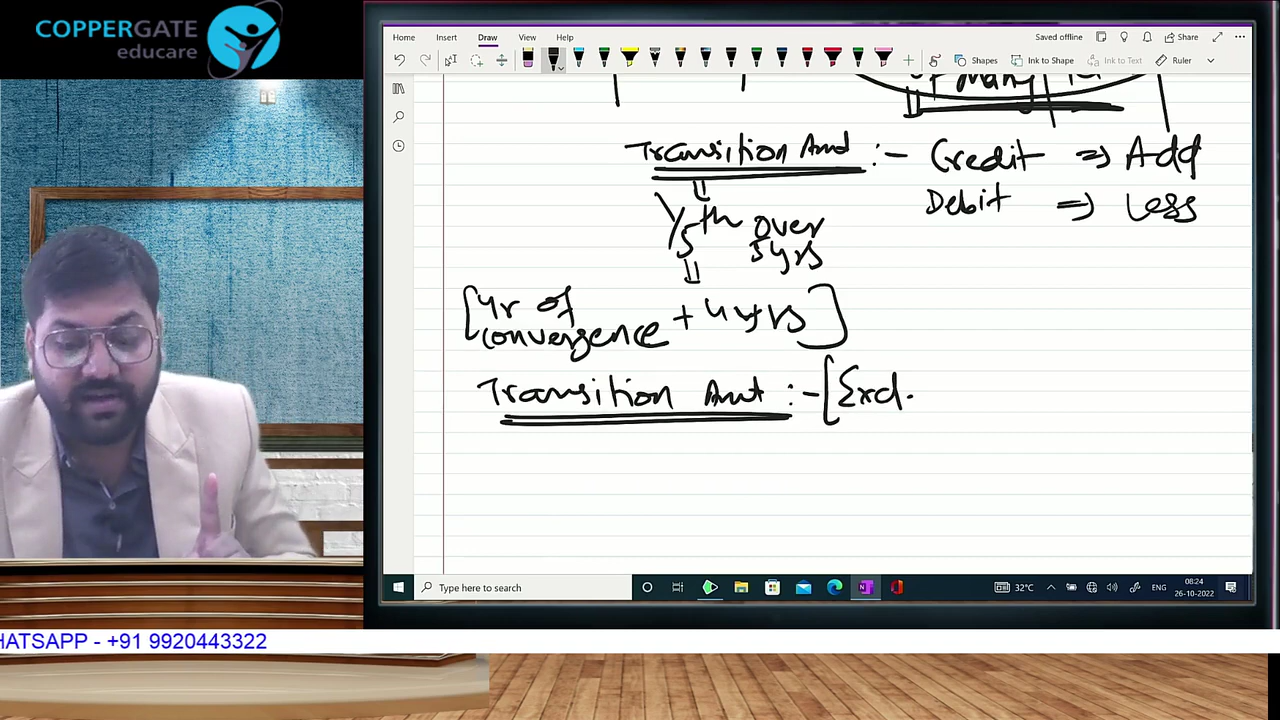 COPPERGATE
educare
Home Insert Draw View Help
Saved offline
Share
Shapes
Ink to Shape
Ink to Text
Ruler
Transition Amt :- Credit ⇒ Add
Debit ⇒ Less
1/5th over
5 yrs
[yr of
convergence + 4 yrs]
Transition Amt :- [Excl.
Type here to search
32°C
ENG
08:24
26-10-2022
HATSAPP - +91 9920443322